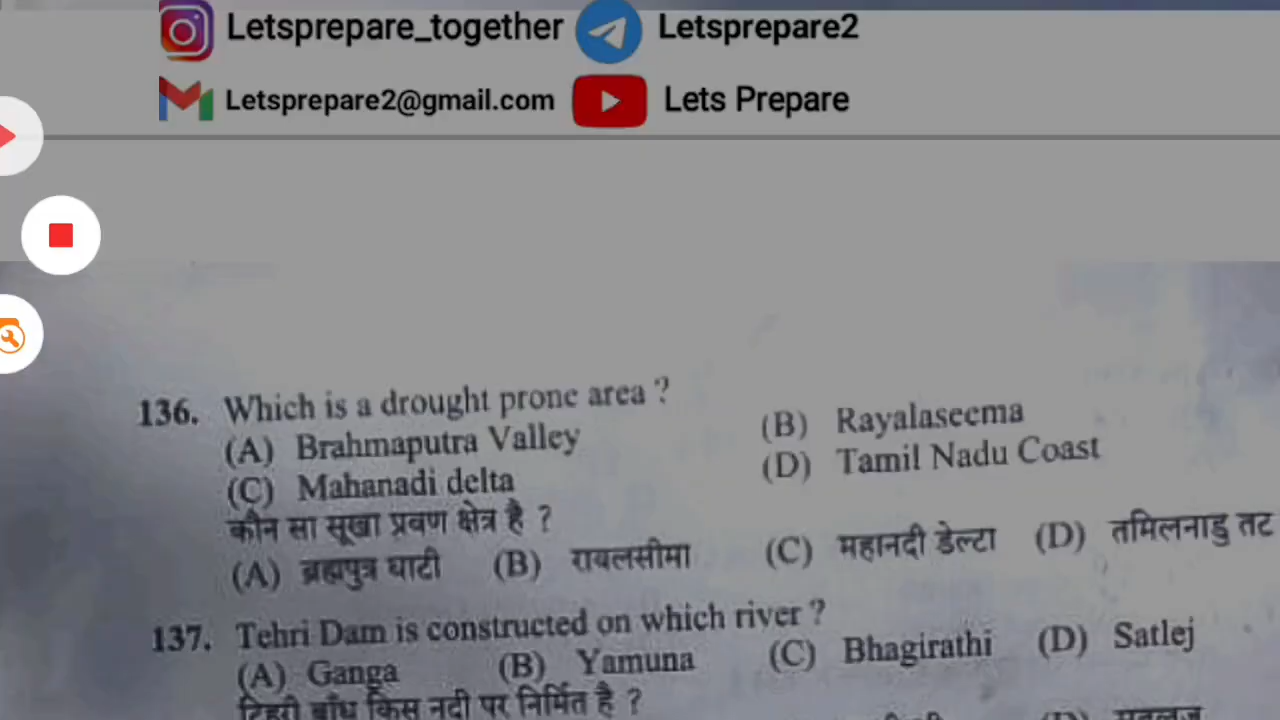 Letsprepare_together Letsprepare2
Letsprepare2@gmail.com Lets Prepare
136. Which is a drought prone area ?
(A) Brahmaputra Valley (B) Rayalaseema
(C) Mahanadi delta (D) Tamil Nadu Coast
कौन सा सूखा प्रवण क्षेत्र है ?
(A) ब्रह्मपुत्र घाटी (B) रायलसीमा (C) महानदी डेल्टा (D) तमिलनाडु तट
137. Tehri Dam is constructed on which river ?
(A) Ganga (B) Yamuna (C) Bhagirathi (D) Satlej
टिहरी बाँध किस नदी पर निर्मित है ?